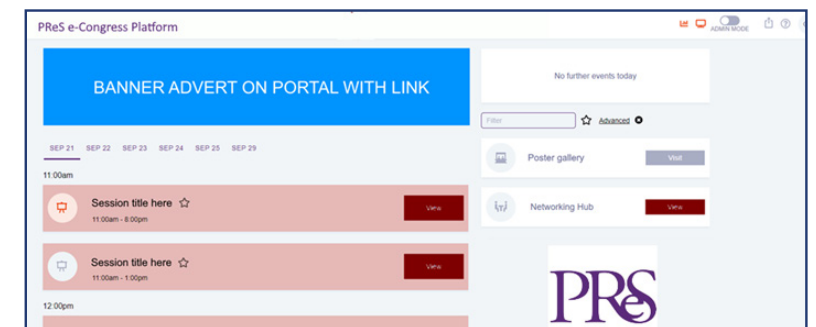 PReS e-Congress Platform
ADMIN MODE
BANNER ADVERT ON PORTAL WITH LINK
No further events today
Filter
Advanced
SEP 21 SEP 22 SEP 23 SEP 24 SEP 25 SEP 29
Poster gallery
Visit
11:00am
Session title here
11:00am - 8:00pm
View
Networking Hub
View
Session title here
11:00am - 1:00pm
View
PReS
12:00pm